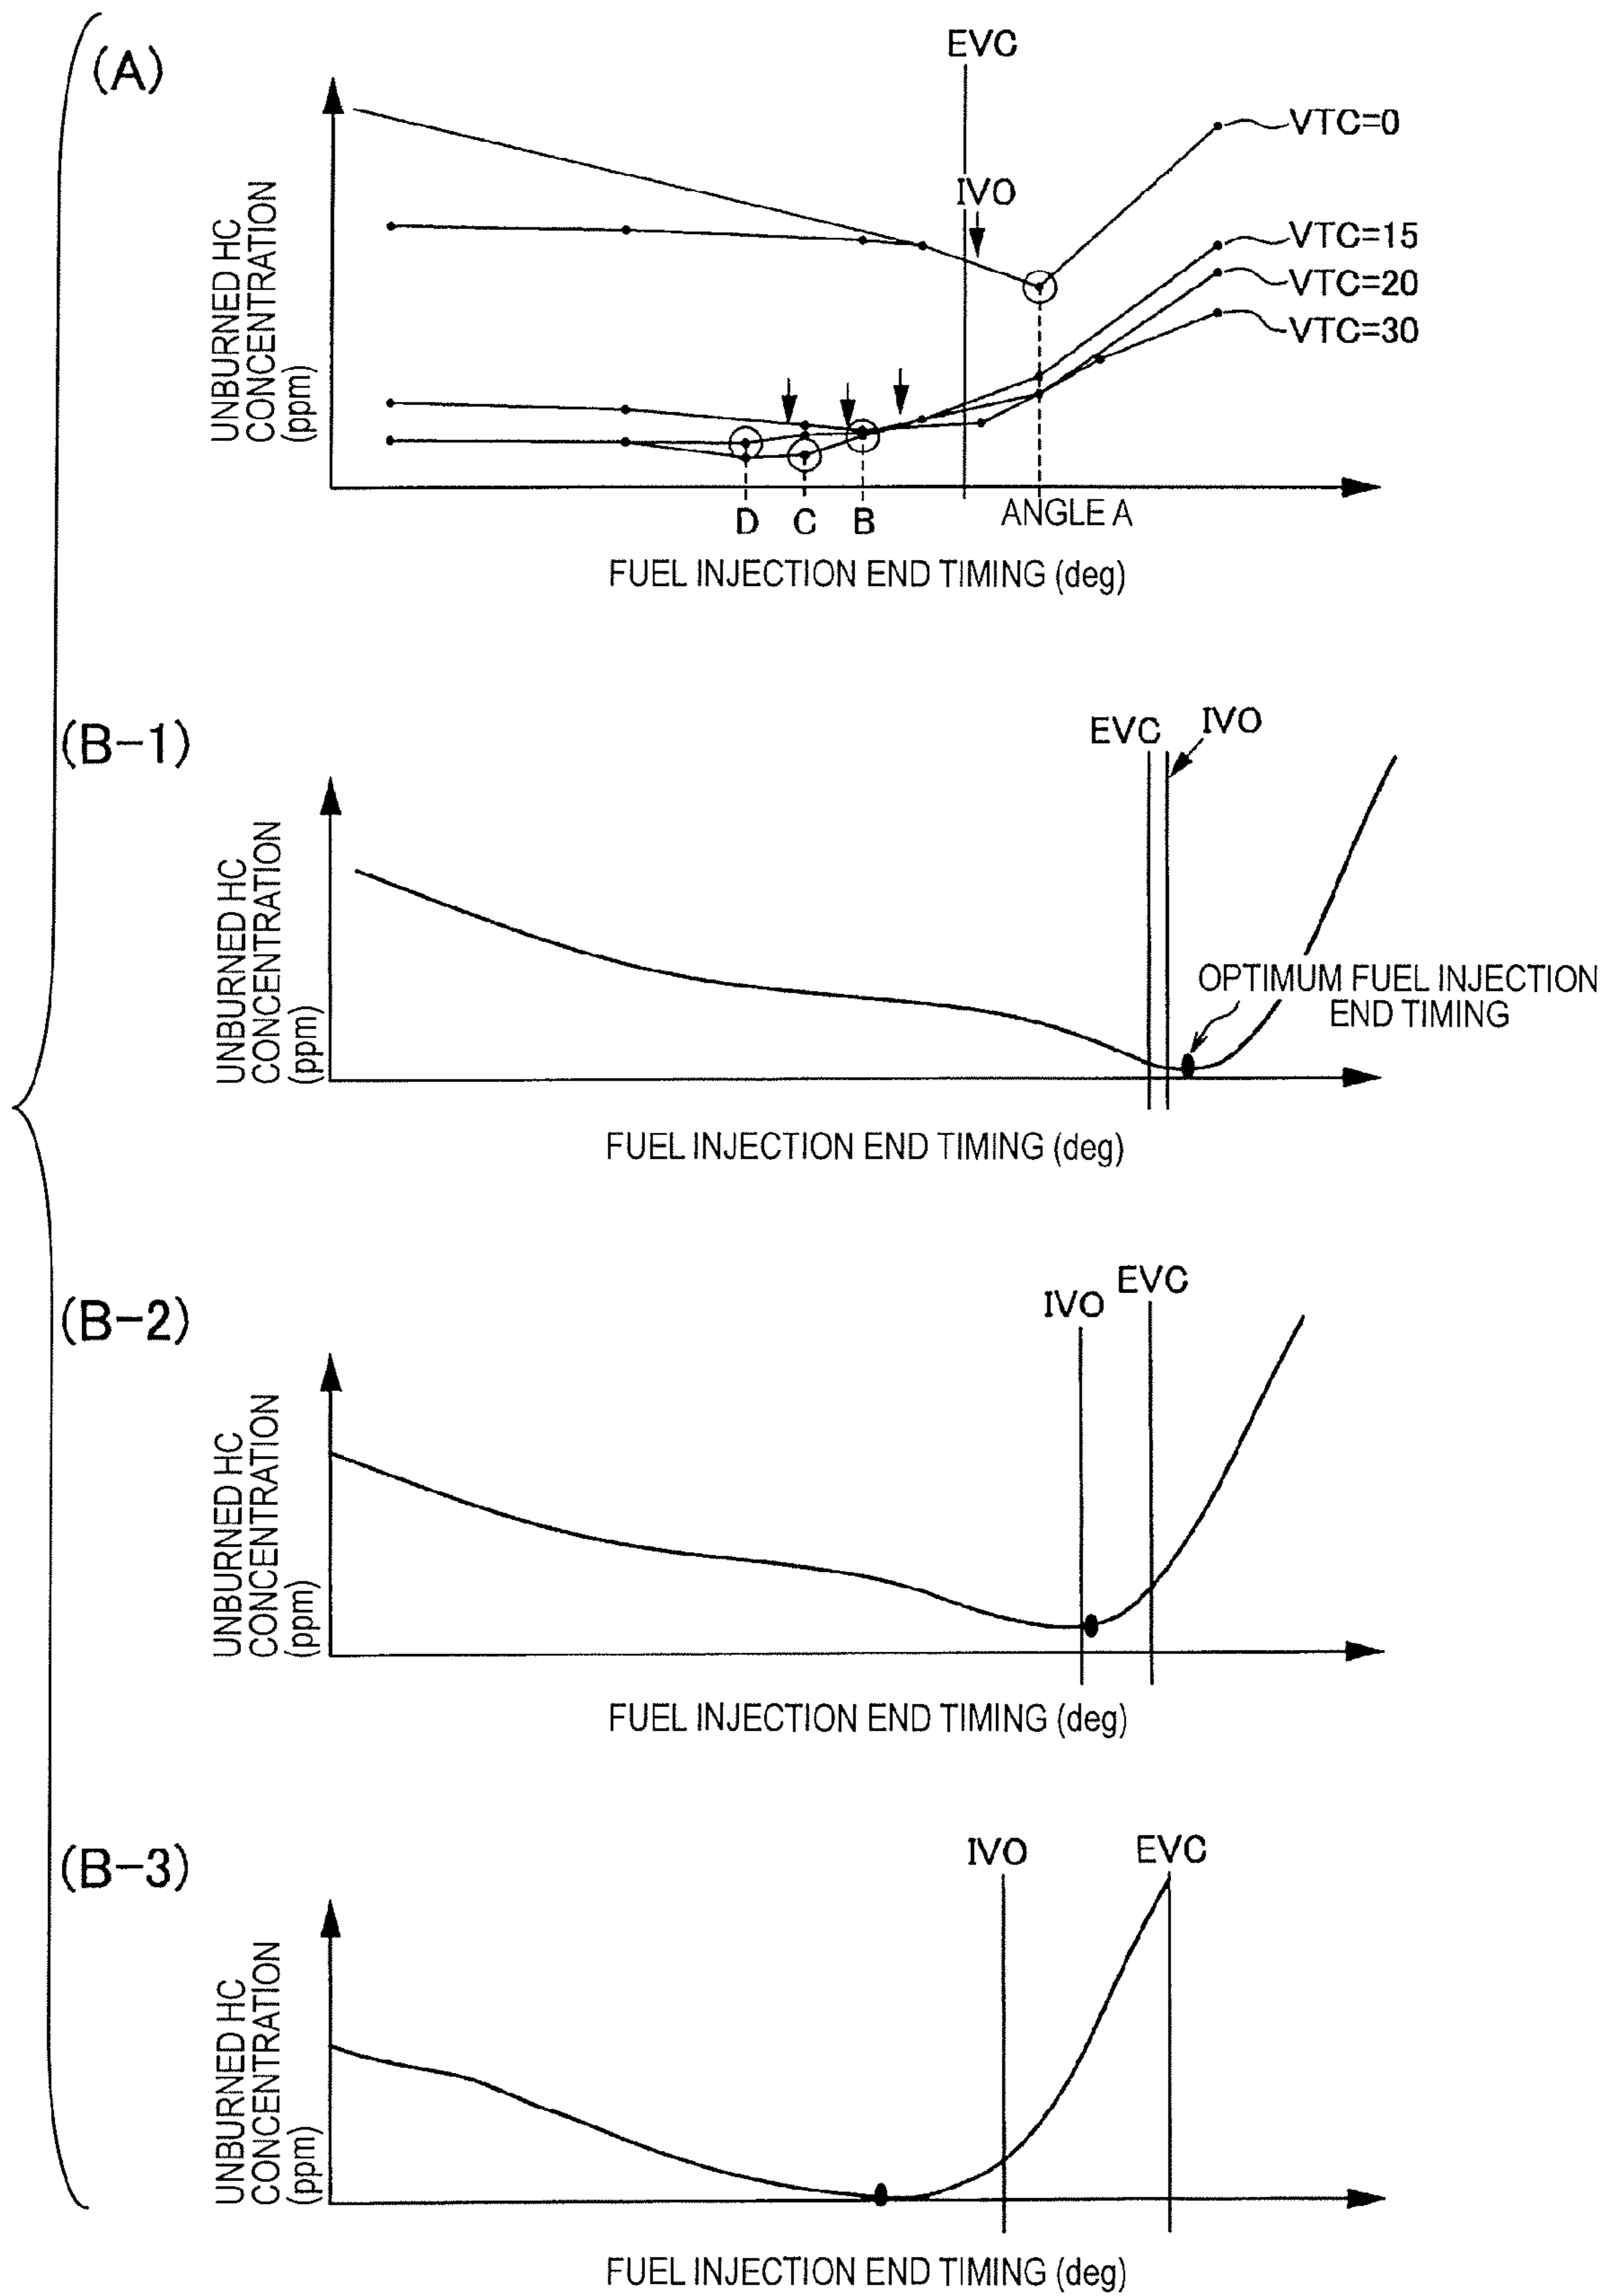 (A)
EVC
IVO
VTC=0
VTC=15
VTC=20
VTC=30
UNBURNED HC
CONCENTRATION
(ppm)
D
C
B
ANGLE A
FUEL INJECTION END TIMING (deg)
(B-1)
EVC
IVO
UNBURNED HC
CONCENTRATION
(ppm)
OPTIMUM FUEL INJECTION
END TIMING
FUEL INJECTION END TIMING (deg)
(B-2)
IVO
EVC
UNBURNED HC
CONCENTRATION
(ppm)
FUEL INJECTION END TIMING (deg)
(B-3)
IVO
EVC
UNBURNED HC
CONCENTRATION
(ppm)
FUEL INJECTION END TIMING (deg)